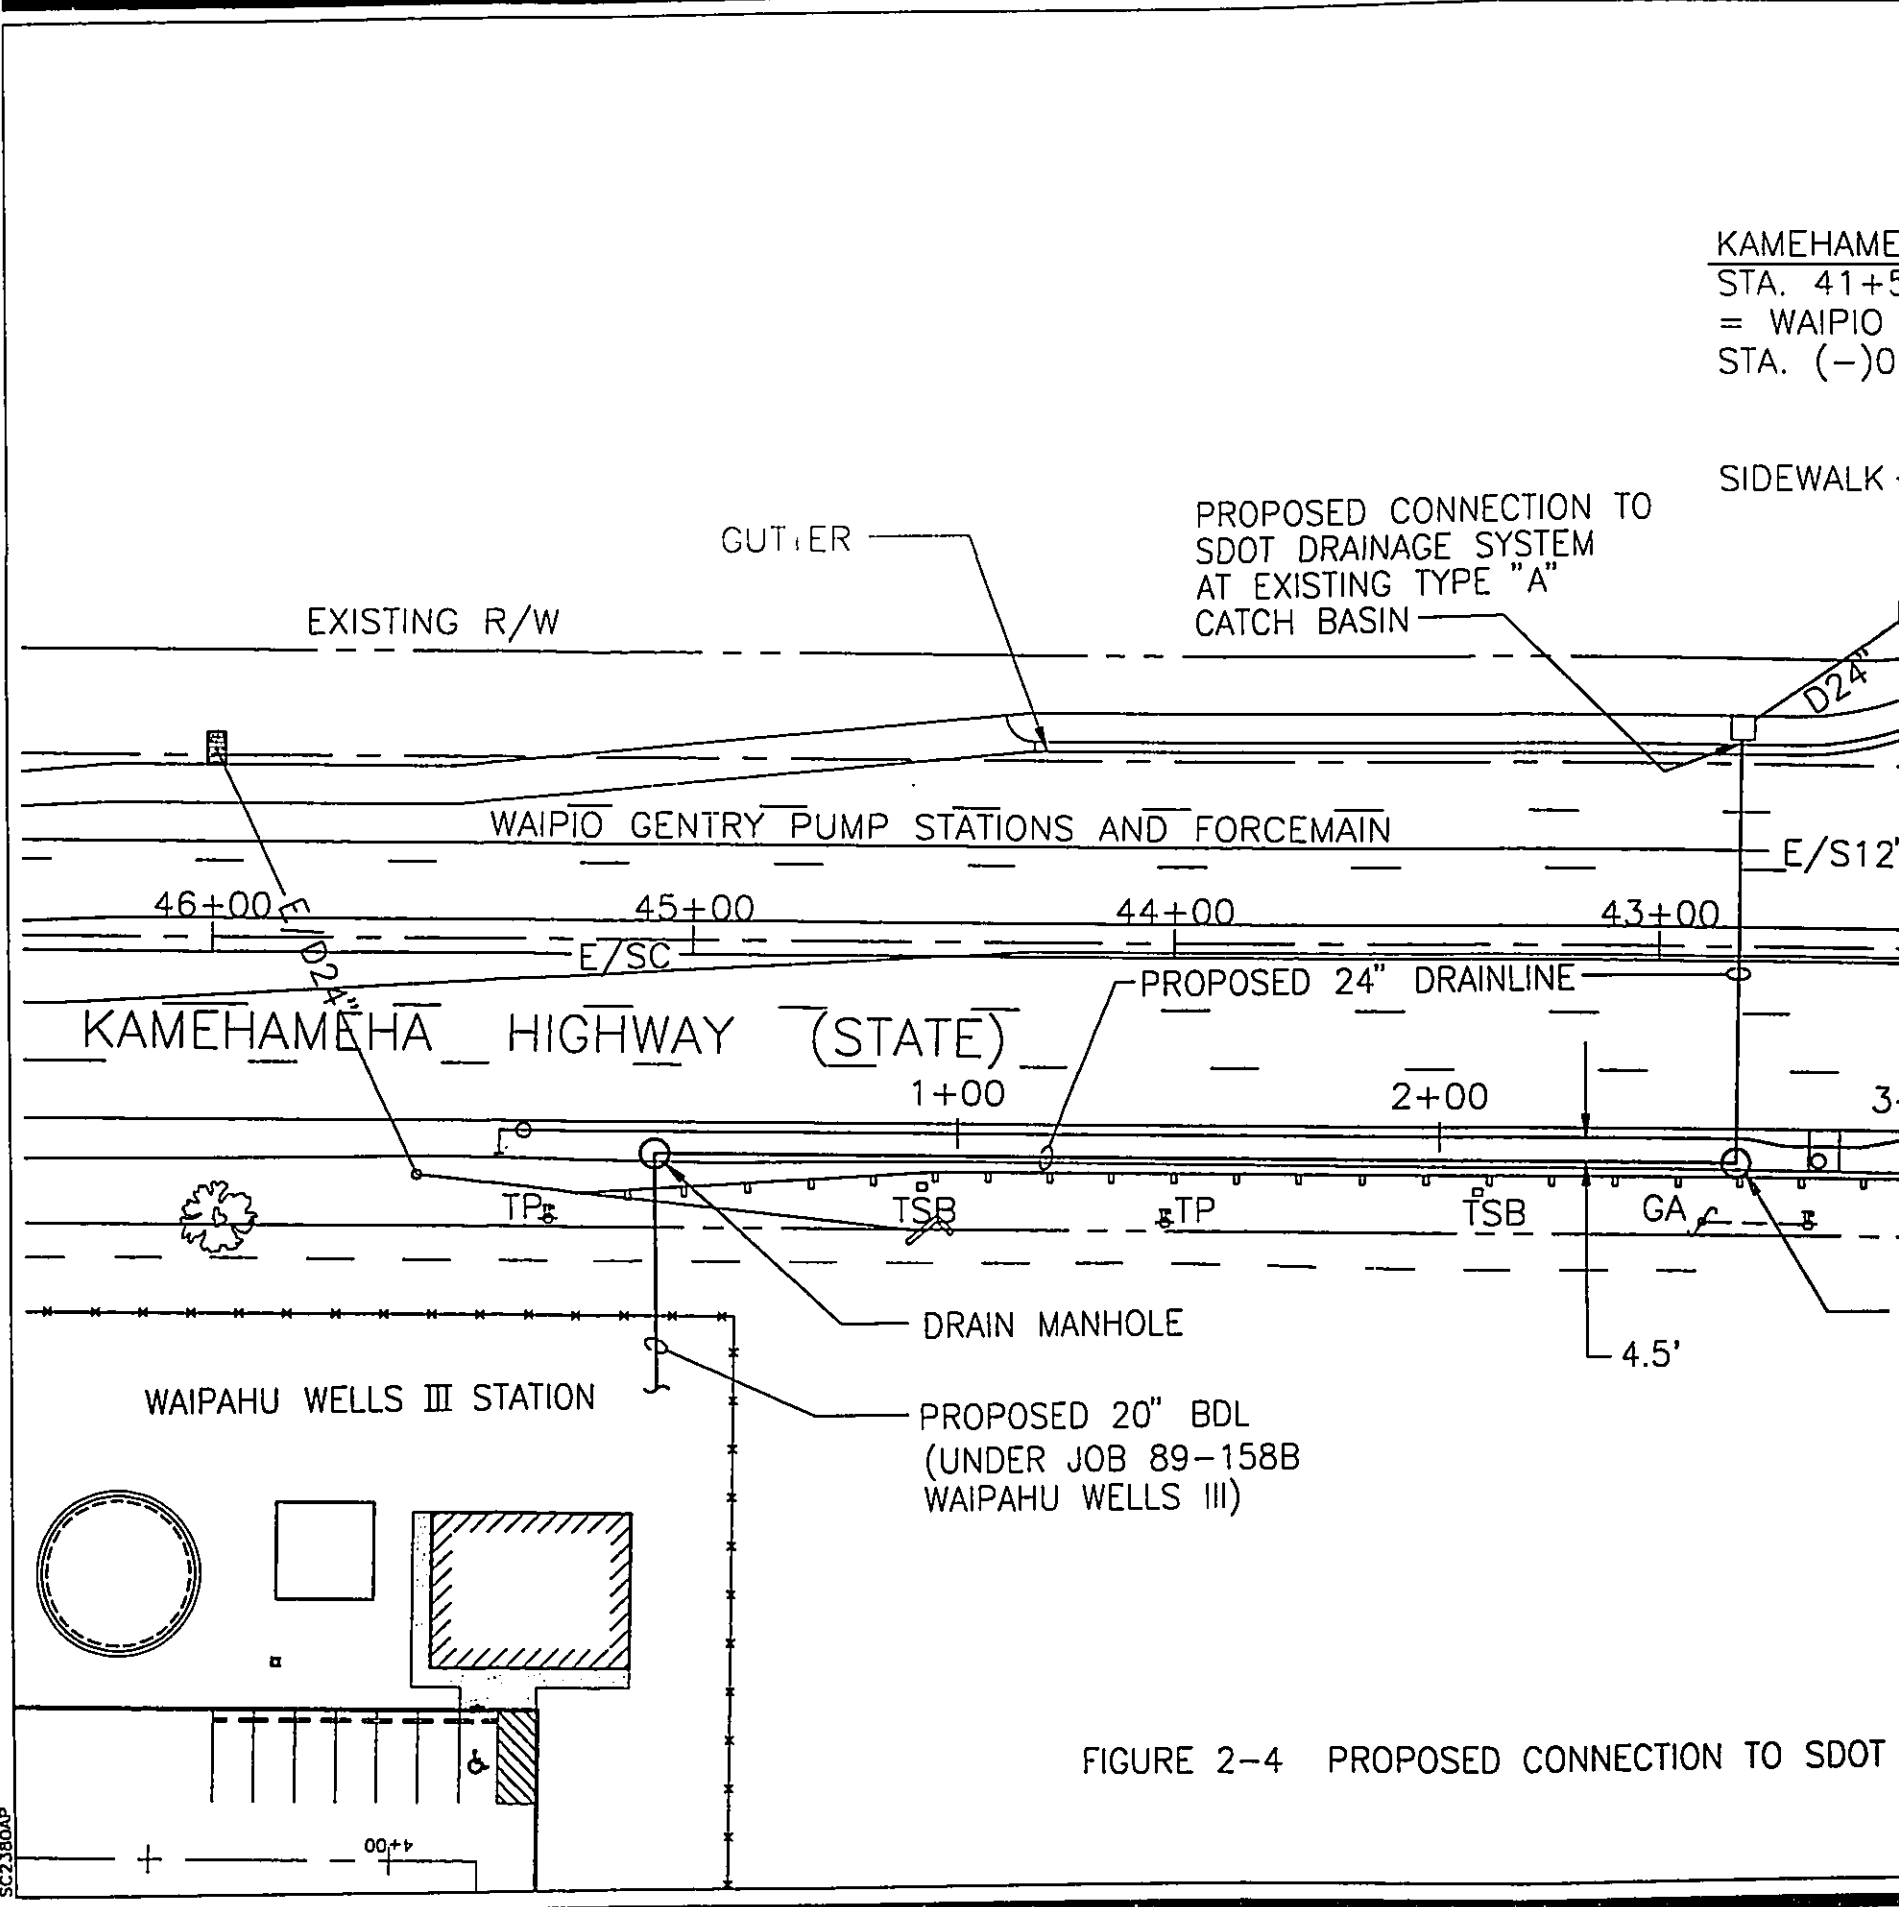 KAMEHAME
STA. 41+5
= WAIPIO
STA. (-)0
SIDEWALK
PROPOSED CONNECTION TO
SDOT DRAINAGE SYSTEM
AT EXISTING TYPE "A"
CATCH BASIN
GUTTER
EXISTING R/W
D24"
WAIPIO GENTRY PUMP STATIONS AND FORCEMAIN
E/S12"
46+00
45+00
44+00
43+00
E/SC
E
D24"
PROPOSED 24" DRAINLINE
KAMEHAMEHA HIGHWAY (STATE)
1+00
2+00
3
TP
TSB
TP
TSB
GA
DRAIN MANHOLE
4.5'
WAIPAHU WELLS III STATION
PROPOSED 20" BDL
(UNDER JOB 89-158B
WAIPAHU WELLS III)
FIGURE 2-4 PROPOSED CONNECTION TO SDOT
4+00
SC2380AP